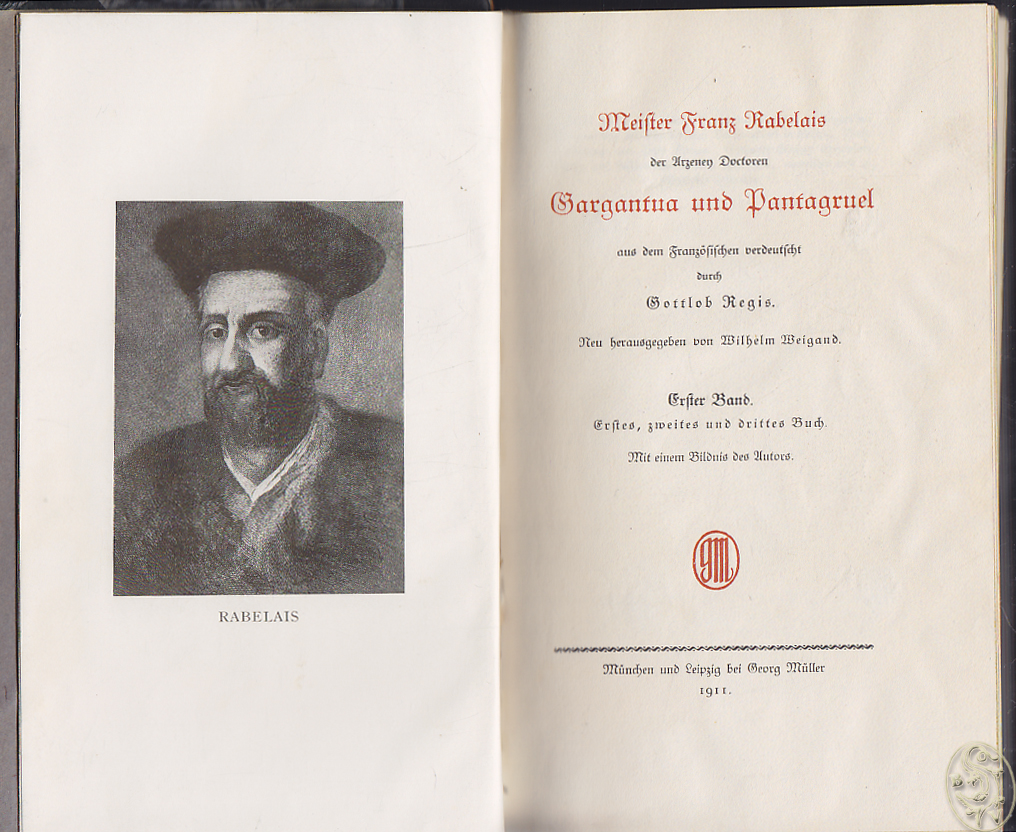 RABELAIS
Meiſter Franz Rabelais
der Arzeney Doctoren
Gargantua und Pantagruel
aus dem Franzöſiſchen verdeutſcht
durch
Gottlob Regis.
Neu herausgegeben von Wilhelm Weigand.
Erſter Band.
Erſtes, zweites und drittes Buch.
Mit einem Bildnis des Autors.
GM
München und Leipzig bei Georg Müller
1911.